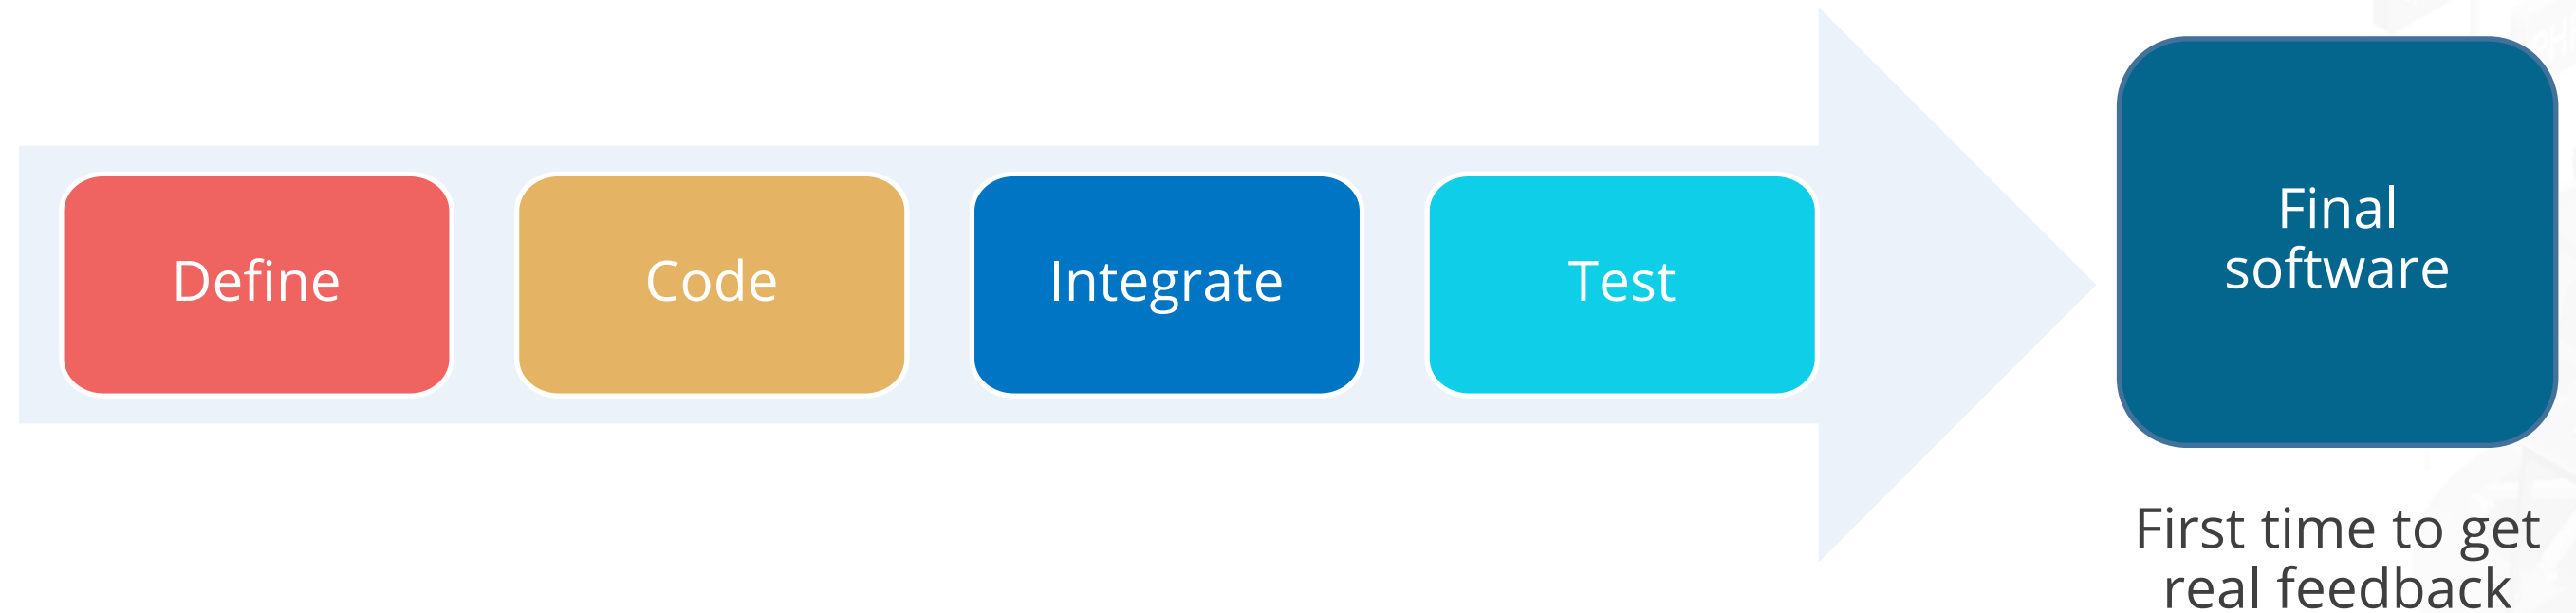 Define
Code
Integrate
Test
Final
software
First time to get
real feedback